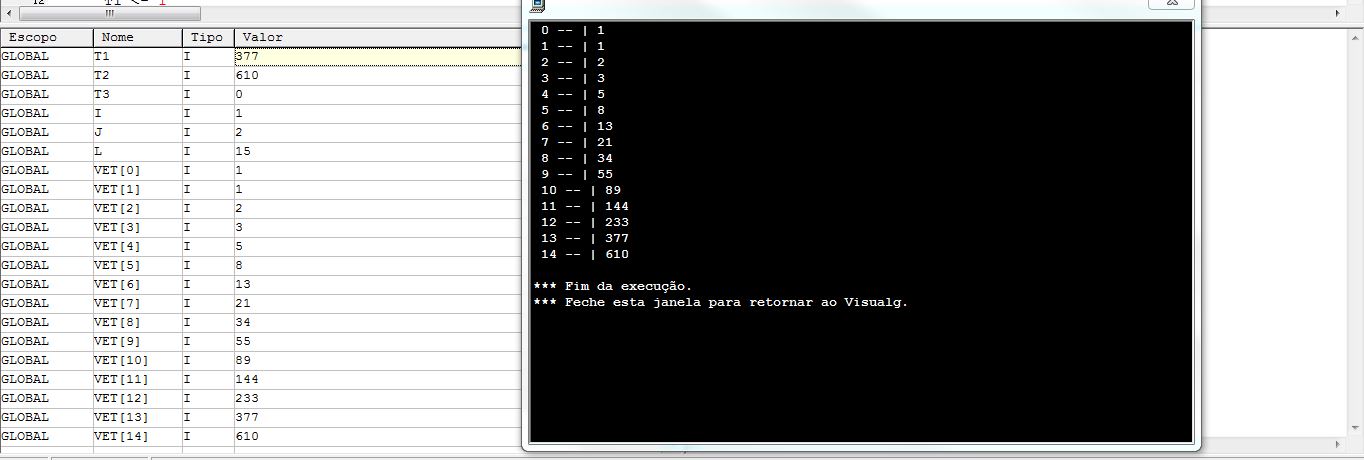 12 T1 <- 1
Escopo Nome Tipo Valor
GLOBAL T1 I 377
GLOBAL T2 I 610
GLOBAL T3 I 0
GLOBAL I I 1
GLOBAL J I 2
GLOBAL L I 15
GLOBAL VET[0] I 1
GLOBAL VET[1] I 1
GLOBAL VET[2] I 2
GLOBAL VET[3] I 3
GLOBAL VET[4] I 5
GLOBAL VET[5] I 8
GLOBAL VET[6] I 13
GLOBAL VET[7] I 21
GLOBAL VET[8] I 34
GLOBAL VET[9] I 55
GLOBAL VET[10] I 89
GLOBAL VET[11] I 144
GLOBAL VET[12] I 233
GLOBAL VET[13] I 377
GLOBAL VET[14] I 610
0 -- | 1
1 -- | 1
2 -- | 2
3 -- | 3
4 -- | 5
5 -- | 8
6 -- | 13
7 -- | 21
8 -- | 34
9 -- | 55
10 -- | 89
11 -- | 144
12 -- | 233
13 -- | 377
14 -- | 610
*** Fim da execução.
*** Feche esta janela para retornar ao Visualg.